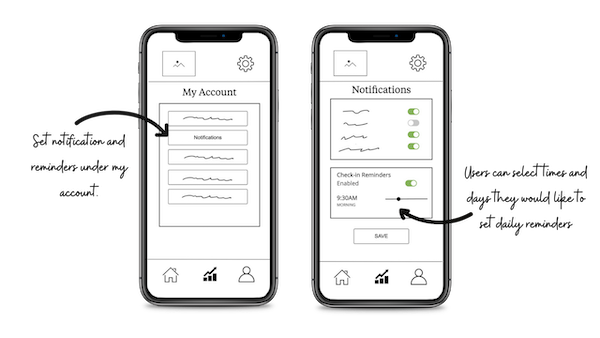 My Account
Notifications
Set notification and
reminders under my
account.
Notifications
Check-in Reminders
Enabled
9:30AM
MORNING
SAVE
Users can select times and
days they would like to
set daily reminders